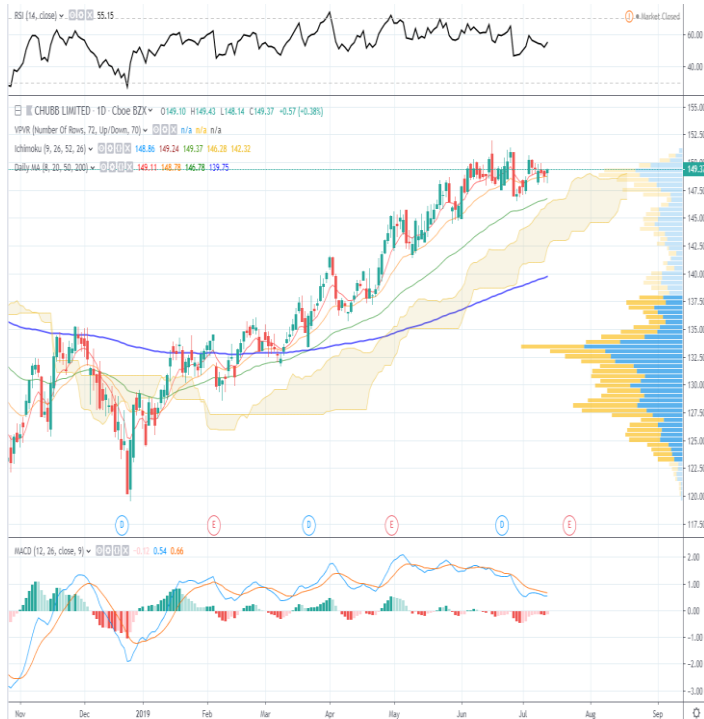 RSI (14, close) 55.15
Market Closed
60.00
40.00
CHUBB LIMITED · 1D · Cboe BZX O149.10 H149.43 L148.14 C149.37 +0.57 (+0.38%)
VPVR (Number Of Rows, 72, Up/Down, 70) n/a n/a n/a
Ichimoku (9, 26, 52, 26) 148.86 149.24 149.37 146.28 142.32
Daily MA (8, 20, 50, 200) 149.11 148.78 146.78 139.75
155.00
152.50
150.00
149.37
145.00
142.50
140.00
137.50
135.00
132.50
130.00
127.50
125.00
122.50
120.00
117.50
D E D E D E
MACD (12, 26, close, 9) -0.12 0.54 0.66
2.00
1.00
0.00
-1.00
-2.00
-3.00
Nov Dec 2019 Feb Mar Apr May Jun Jul Aug Sep